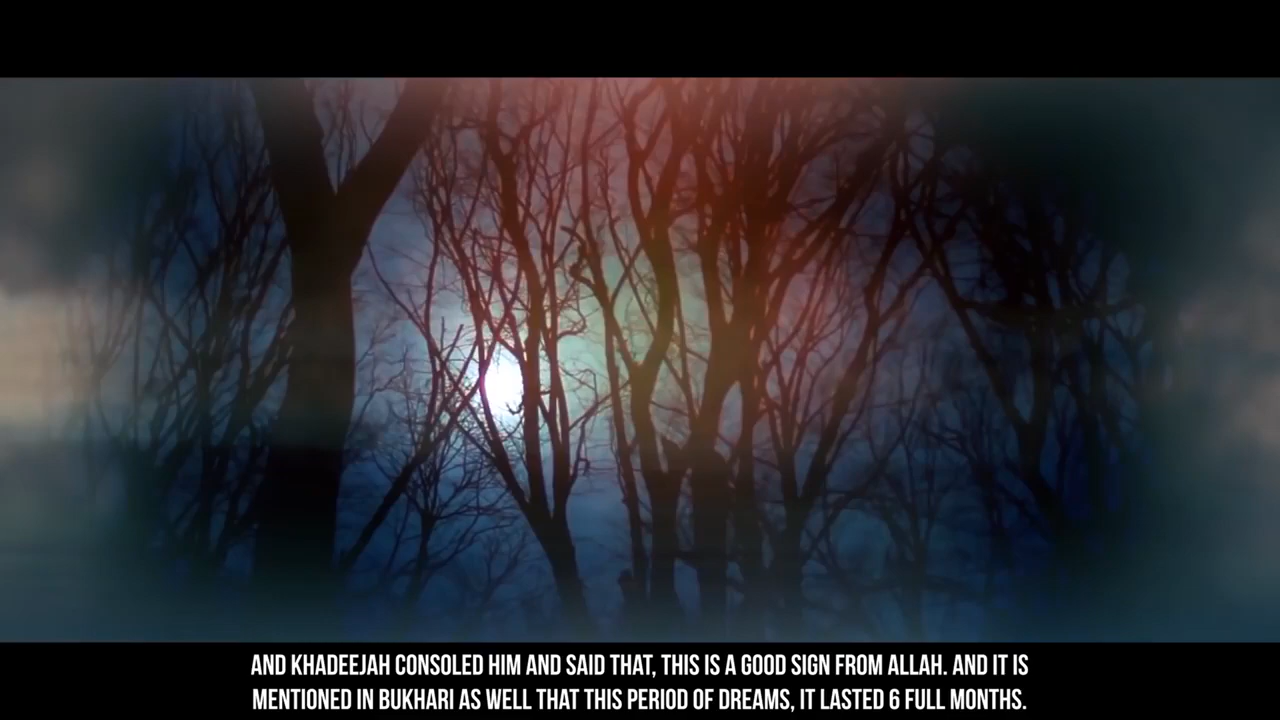 AND KHADEEJAH CONSOLED HIM AND SAID THAT, THIS IS A GOOD SIGN FROM ALLAH. AND IT IS
MENTIONED IN BUKHARI AS WELL THAT THIS PERIOD OF DREAMS, IT LASTED 6 FULL MONTHS.